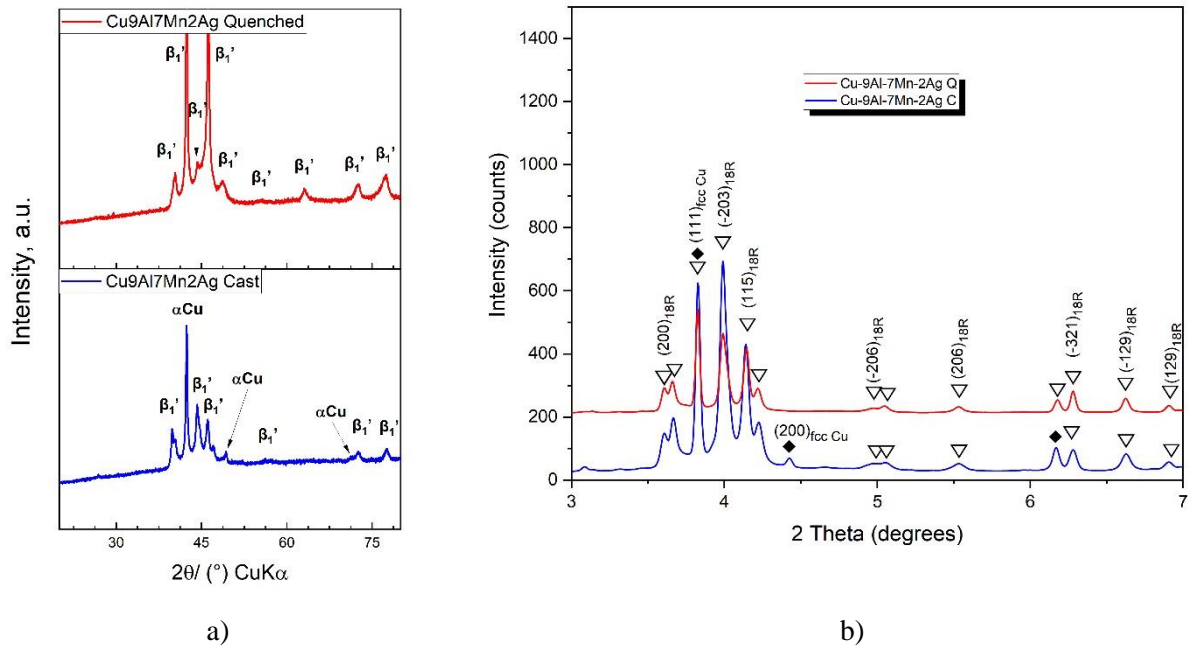 Cu9Al7Mn2Ag Quenched
β₁’
β₁’
β₁’
β₁’
β₁’
β₁’
β₁’
β₁’
β₁’
Cu9Al7Mn2Ag Cast
αCu
β₁’
β₁’
β₁’
αCu
β₁’
αCu
β₁’
β₁’
Intensity, a.u.
30 45 60 75
2θ/ (°) CuKα
a)
1400
1200
1000
800
600
400
200
0
Intensity (counts)
Cu-9Al-7Mn-2Ag Q
Cu-9Al-7Mn-2Ag C
(200)18R
(111)fcc Cu
(-203)18R
(115)18R
(200)fcc Cu
(-206)18R
(206)18R
(-321)18R
(-129)18R
(129)18R
3 4 5 6 7
2 Theta (degrees)
b)